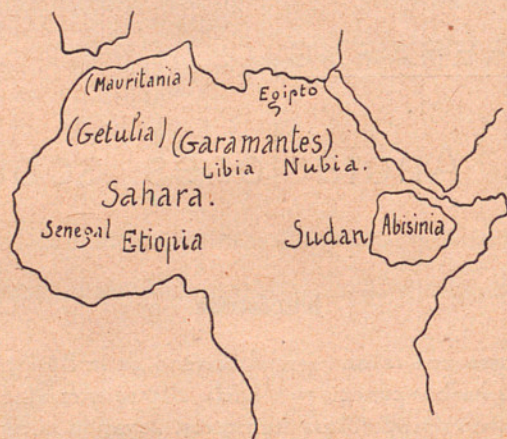 (Mauritania)
Egipto
(Getulia) (Garamantes)
Libia Nubia.
Sahara.
Senegal Etiopia Sudan Abisinia